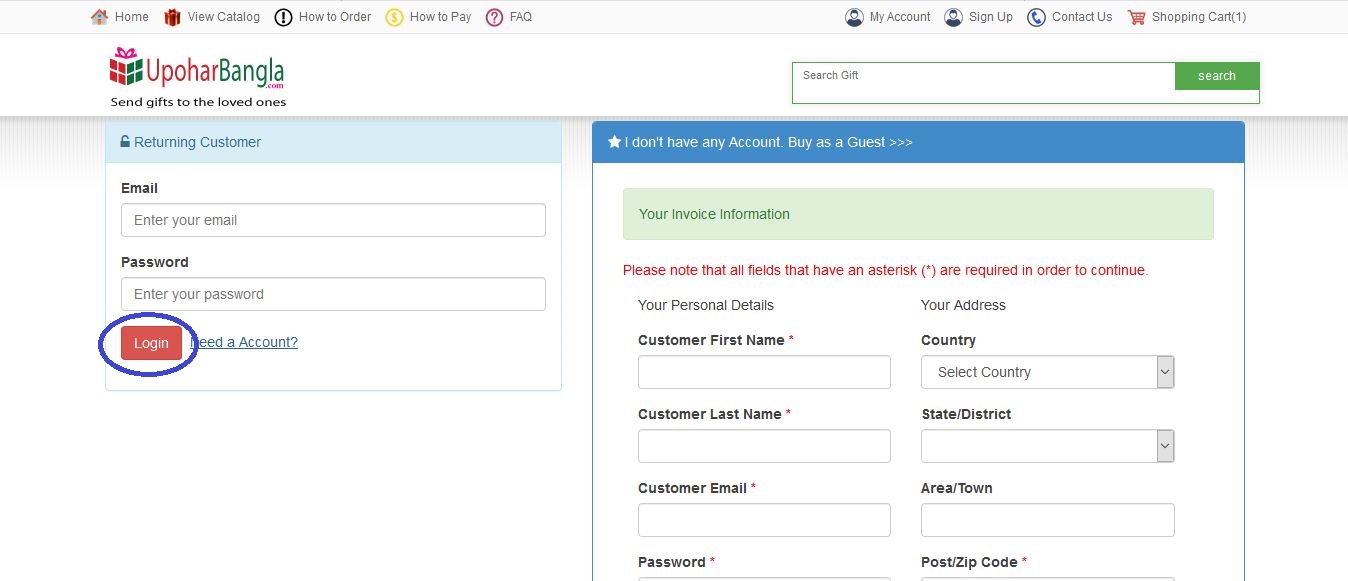 Home View Catalog How to Order How to Pay FAQ My Account Sign Up Contact Us Shopping Cart(1)
UpoharBangla.com
Send gifts to the loved ones
Search Gift search
Returning Customer
Email
Enter your email
Password
Enter your password
Login eed a Account?
I don't have any Account. Buy as a Guest >>>
Your Invoice Information
Please note that all fields that have an asterisk (*) are required in order to continue.
Your Personal Details
Customer First Name *
Customer Last Name *
Customer Email *
Password *
Your Address
Country
Select Country
State/District
Area/Town
Post/Zip Code *